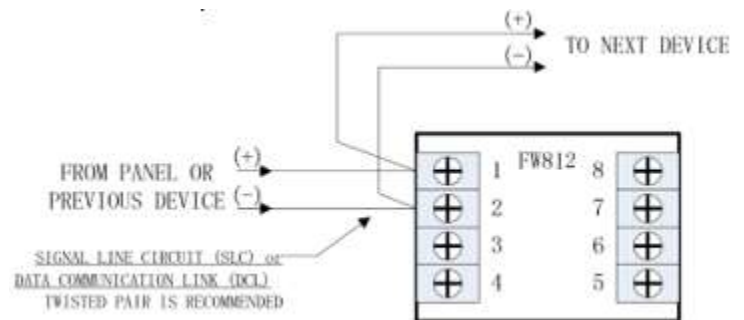 (+)
(-)
TO NEXT DEVICE
FROM PANEL OR
PREVIOUS DEVICE
(+)
(-)
SIGNAL LINE CIRCUIT (SLC) or
DATA COMMUNICATION LINK (DCL)
TWISTED PAIR IS RECOMMENDED
FW812
1
2
3
4
8
7
6
5